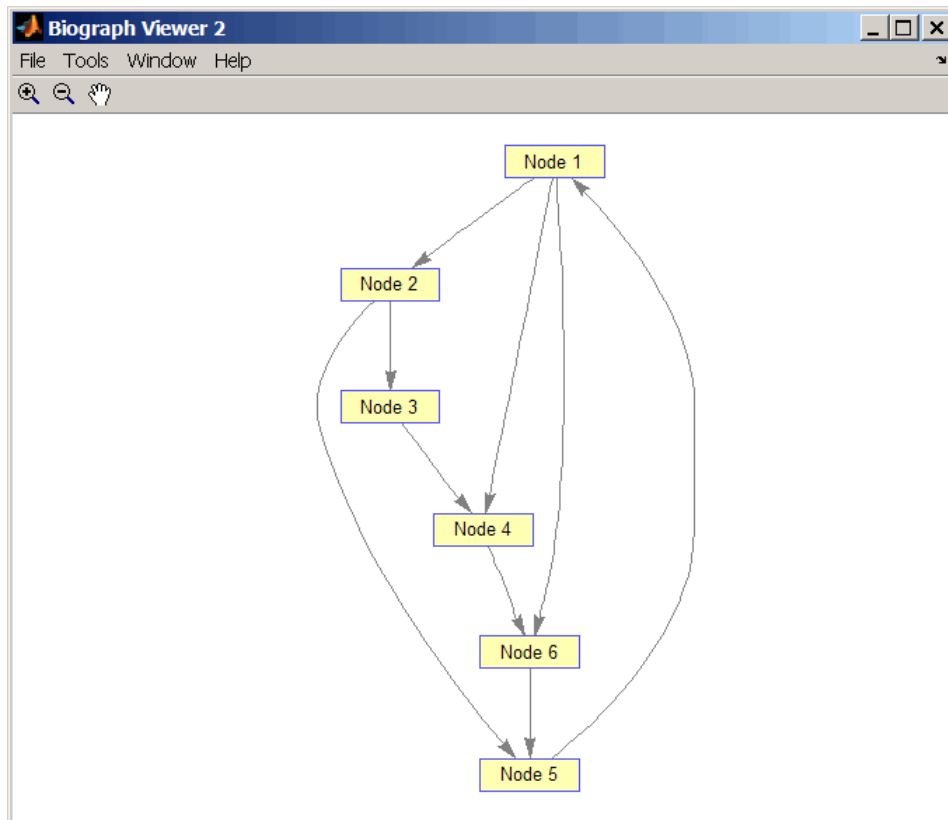 Biograph Viewer 2
File Tools Window Help
Node 1
Node 2
Node 3
Node 4
Node 6
Node 5